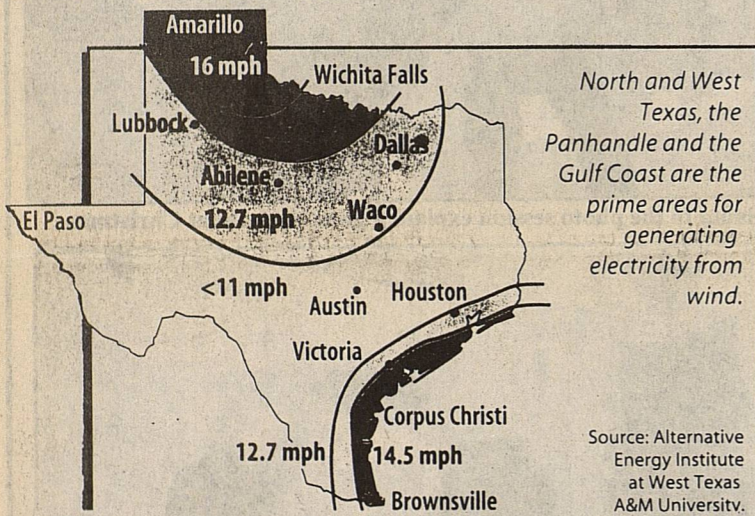 Amarillo
16 mph
Wichita Falls
Lubbock
Dallas
Abilene
12.7 mph
Waco
El Paso
<11 mph
Austin
Houston
Victoria
Corpus Christi
12.7 mph
14.5 mph
Brownsville
North and West
Texas, the
Panhandle and the
Gulf Coast are the
prime areas for
generating
electricity from
wind.
Source: Alternative
Energy Institute
at West Texas
A&M University.